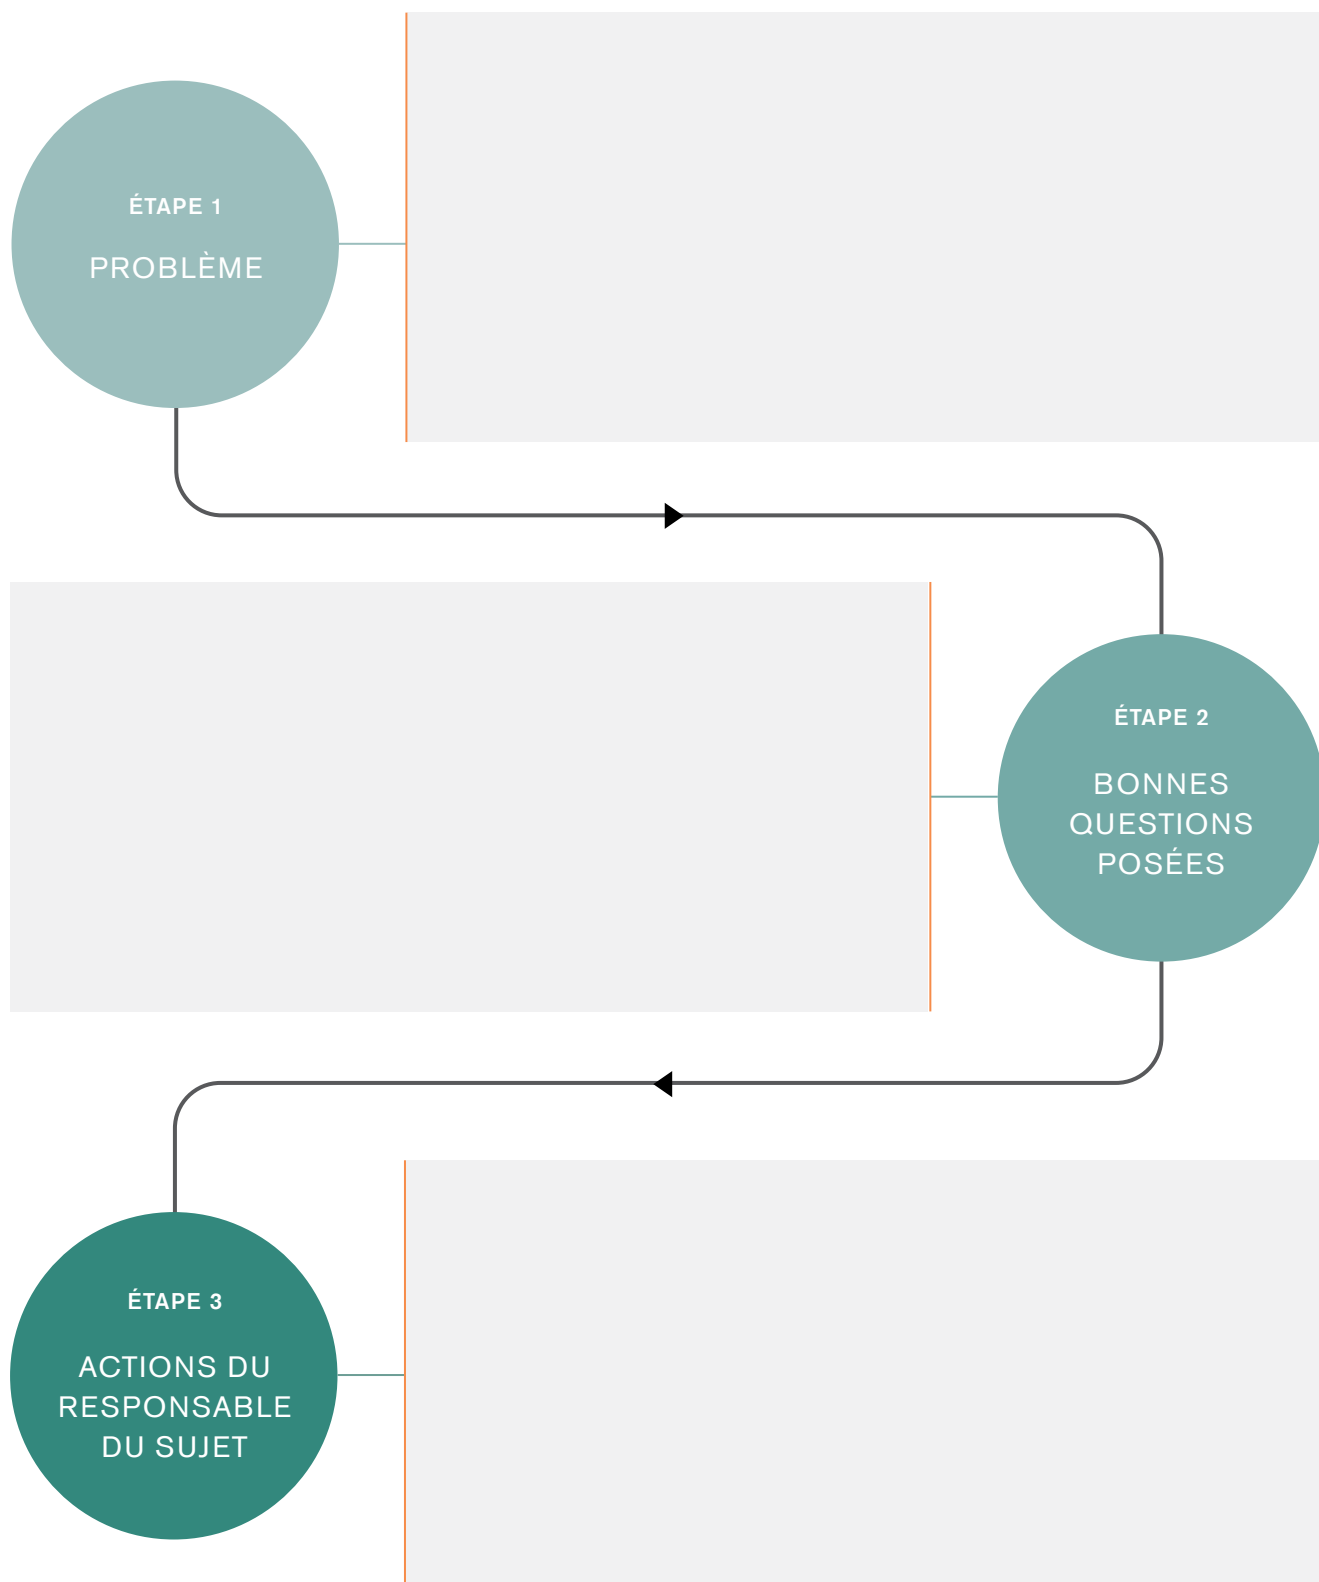 ÉTAPE 1
PROBLÈME
ÉTAPE 2
BONNES
QUESTIONS
POSÉES
ÉTAPE 3
ACTIONS DU
RESPONSABLE
DU SUJET